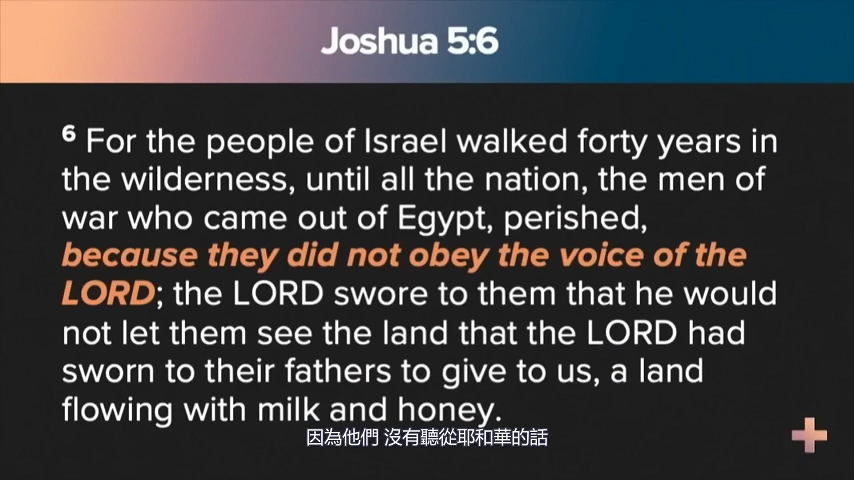 Joshua 5:6
6 For the people of Israel walked forty years in
the wilderness, until all the nation, the men of
war who came out of Egypt, perished,
because they did not obey the voice of the
LORD; the LORD swore to them that he would
not let them see the land that the LORD had
sworn to their fathers to give to us, a land
flowing with milk and honey.
因為他們 沒有聽從耶和華的話